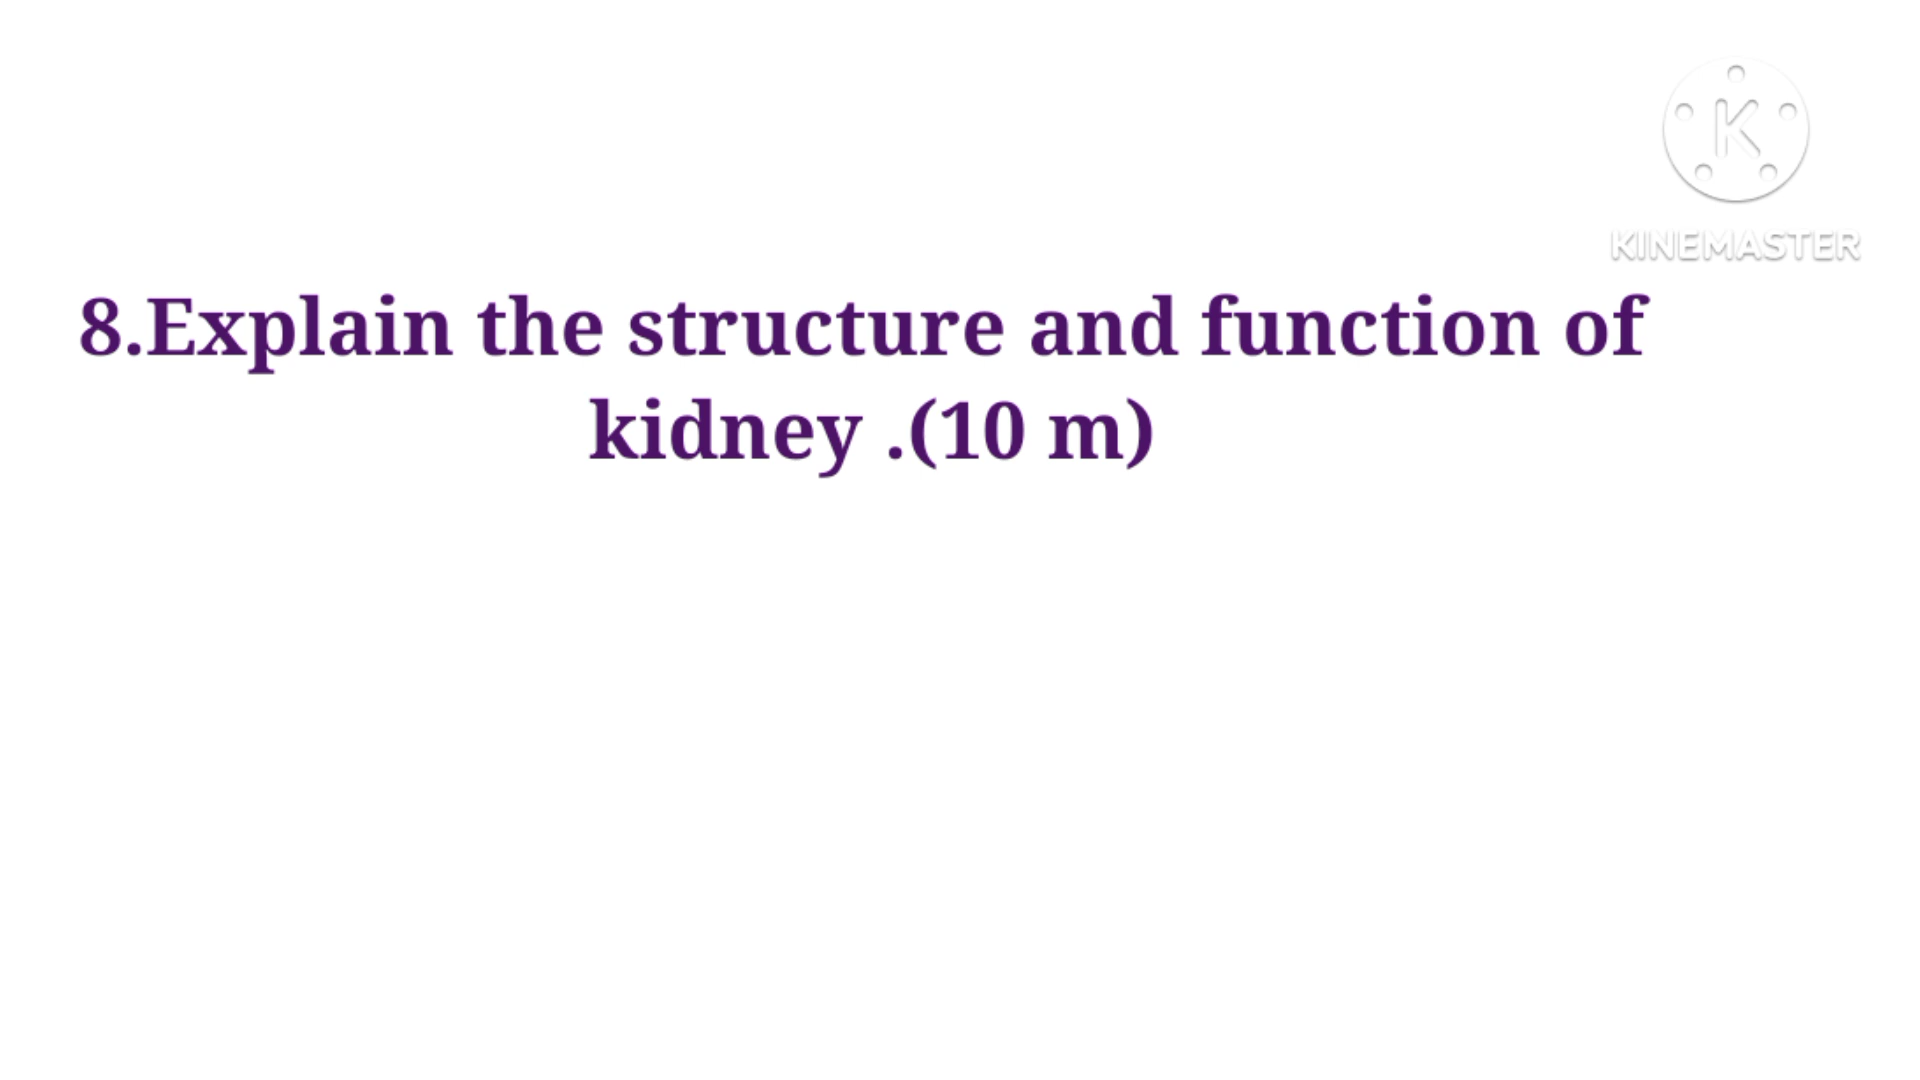 K
KINEMASTER
8.Explain the structure and function of
kidney .(10 m)